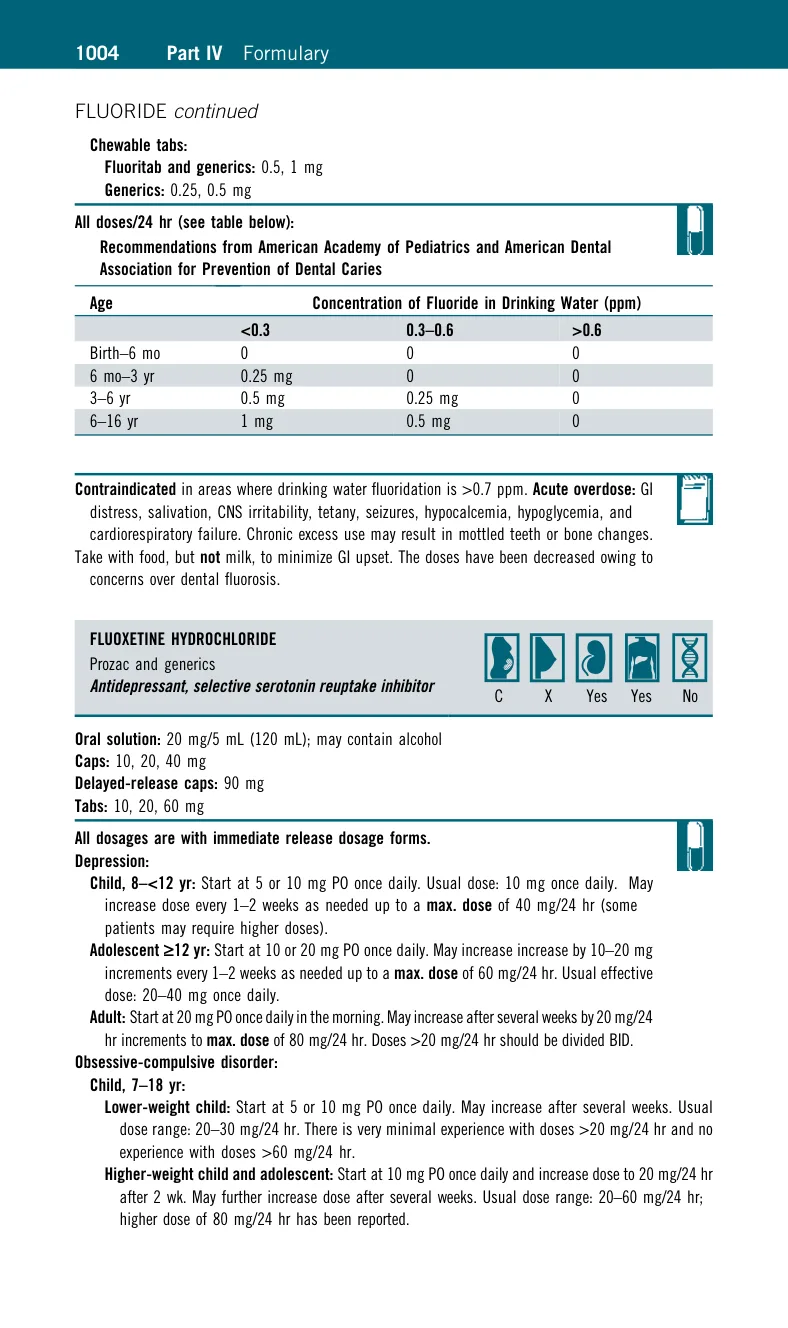 1004 Part IV Formulary
FLUORIDE continued
Chewable tabs:
Fluoritab and generics: 0.5, 1 mg
Generics: 0.25, 0.5 mg
All doses/24 hr (see table below):
Recommendations from American Academy of Pediatrics and American Dental
Association for Prevention of Dental Caries
Age Concentration of Fluoride in Drinking Water (ppm)
<0.3 0.3–0.6 >0.6
Birth–6 mo 0 0 0
6 mo–3 yr 0.25 mg 0 0
3–6 yr 0.5 mg 0.25 mg 0
6–16 yr 1 mg 0.5 mg 0
Contraindicated in areas where drinking water fluoridation is >0.7 ppm. Acute overdose: GI
distress, salivation, CNS irritability, tetany, seizures, hypocalcemia, hypoglycemia, and
cardiorespiratory failure. Chronic excess use may result in mottled teeth or bone changes.
Take with food, but not milk, to minimize GI upset. The doses have been decreased owing to
concerns over dental fluorosis.
FLUOXETINE HYDROCHLORIDE
Prozac and generics
Antidepressant, selective serotonin reuptake inhibitor
C X Yes Yes No
Oral solution: 20 mg/5 mL (120 mL); may contain alcohol
Caps: 10, 20, 40 mg
Delayed-release caps: 90 mg
Tabs: 10, 20, 60 mg
All dosages are with immediate release dosage forms.
Depression:
Child, 8–<12 yr: Start at 5 or 10 mg PO once daily. Usual dose: 10 mg once daily. May
increase dose every 1–2 weeks as needed up to a max. dose of 40 mg/24 hr (some
patients may require higher doses).
Adolescent ≥12 yr: Start at 10 or 20 mg PO once daily. May increase increase by 10–20 mg
increments every 1–2 weeks as needed up to a max. dose of 60 mg/24 hr. Usual effective
dose: 20–40 mg once daily.
Adult: Start at 20 mg PO once daily in the morning. May increase after several weeks by 20 mg/24
hr increments to max. dose of 80 mg/24 hr. Doses >20 mg/24 hr should be divided BID.
Obsessive-compulsive disorder:
Child, 7–18 yr:
Lower-weight child: Start at 5 or 10 mg PO once daily. May increase after several weeks. Usual
dose range: 20–30 mg/24 hr. There is very minimal experience with doses >20 mg/24 hr and no
experience with doses >60 mg/24 hr.
Higher-weight child and adolescent: Start at 10 mg PO once daily and increase dose to 20 mg/24 hr
after 2 wk. May further increase dose after several weeks. Usual dose range: 20–60 mg/24 hr;
higher dose of 80 mg/24 hr has been reported.